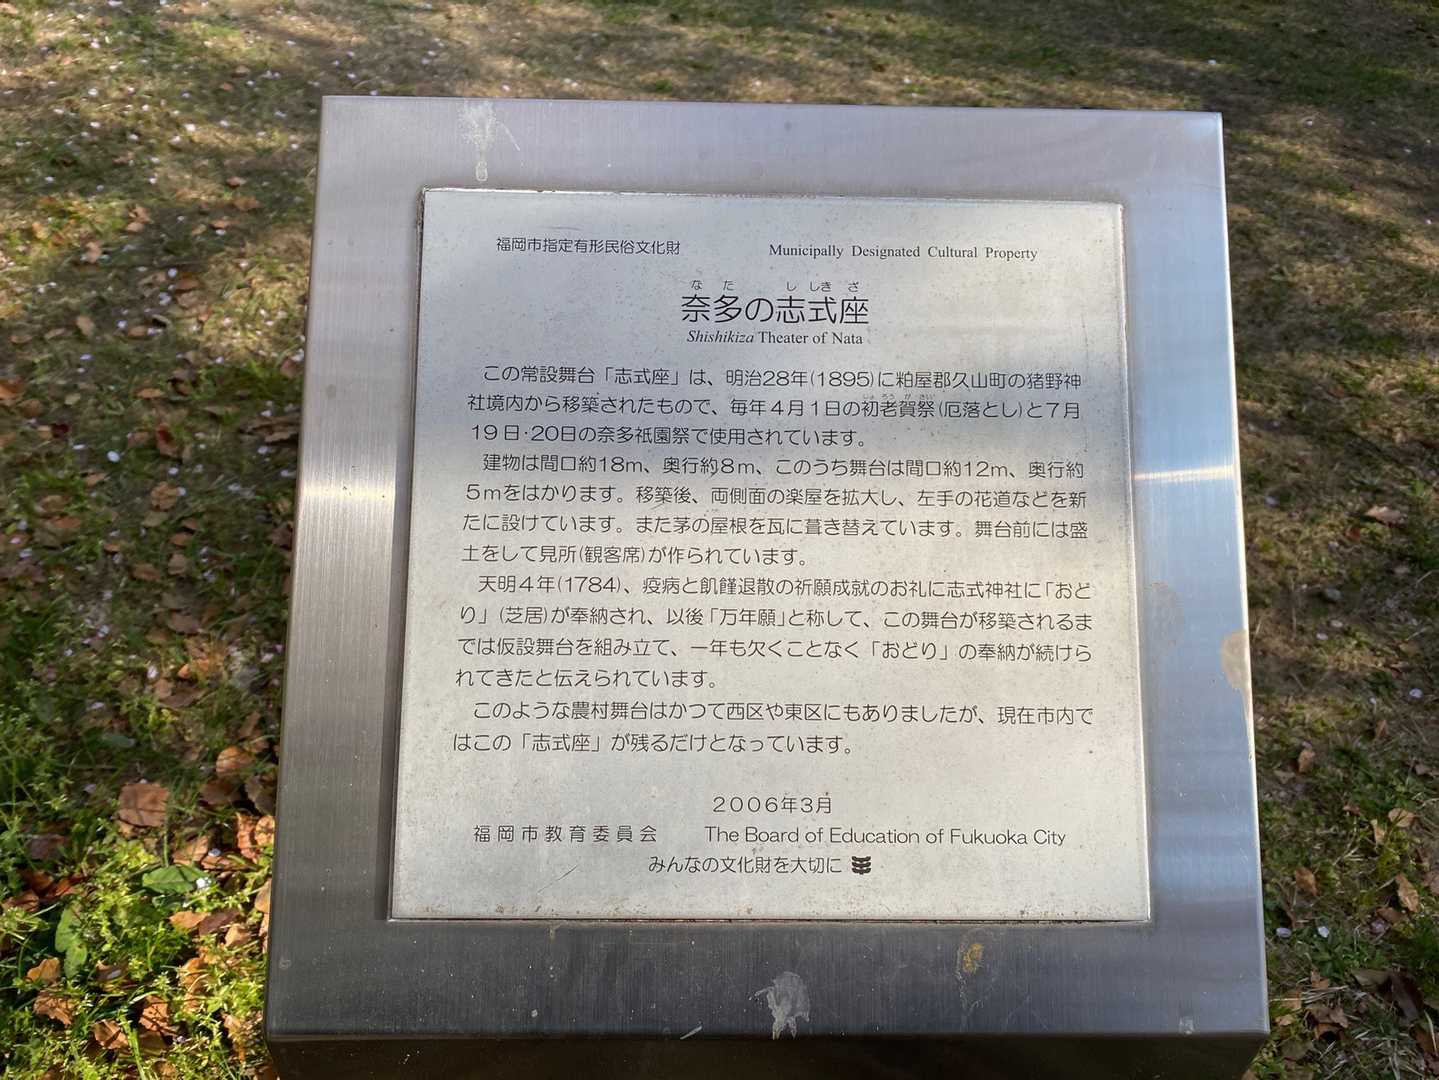 福岡市指定有形民俗文化財　Municipally Designated Cultural Property
なた　ししきざ
奈多の志式座
Shishikiza Theater of Nata
この常設舞台「志式座」は、明治28年(1895)に粕屋郡久山町の猪野神
じょろうがさい
社境内から移築されたもので、毎年4月1日の初老賀祭(厄落とし)と7月
19日・20日の奈多祇園祭で使用されています。
建物は間口約18m、奥行約8m、このうち舞台は間口約12m、奥行約
5mをはかります。移築後、両側面の楽屋を拡大し、左手の花道などを新
たに設けています。また茅の屋根を瓦に葺き替えています。舞台前には盛
土をして見所(観客席)が作られています。
天明4年(1784)、疫病と飢饉退散の祈願成就のお礼に志式神社に「おど
り」(芝居)が奉納され、以後「万年願」と称して、この舞台が移築されるま
では仮設舞台を組み立て、一年も欠くことなく「おどり」の奉納が続けら
れてきたと伝えられています。
このような農村舞台はかつて西区や東区にもありましたが、現在市内で
はこの「志式座」が残るだけとなっています。
2006年3月
福岡市教育委員会　The Board of Education of Fukuoka City
みんなの文化財を大切に